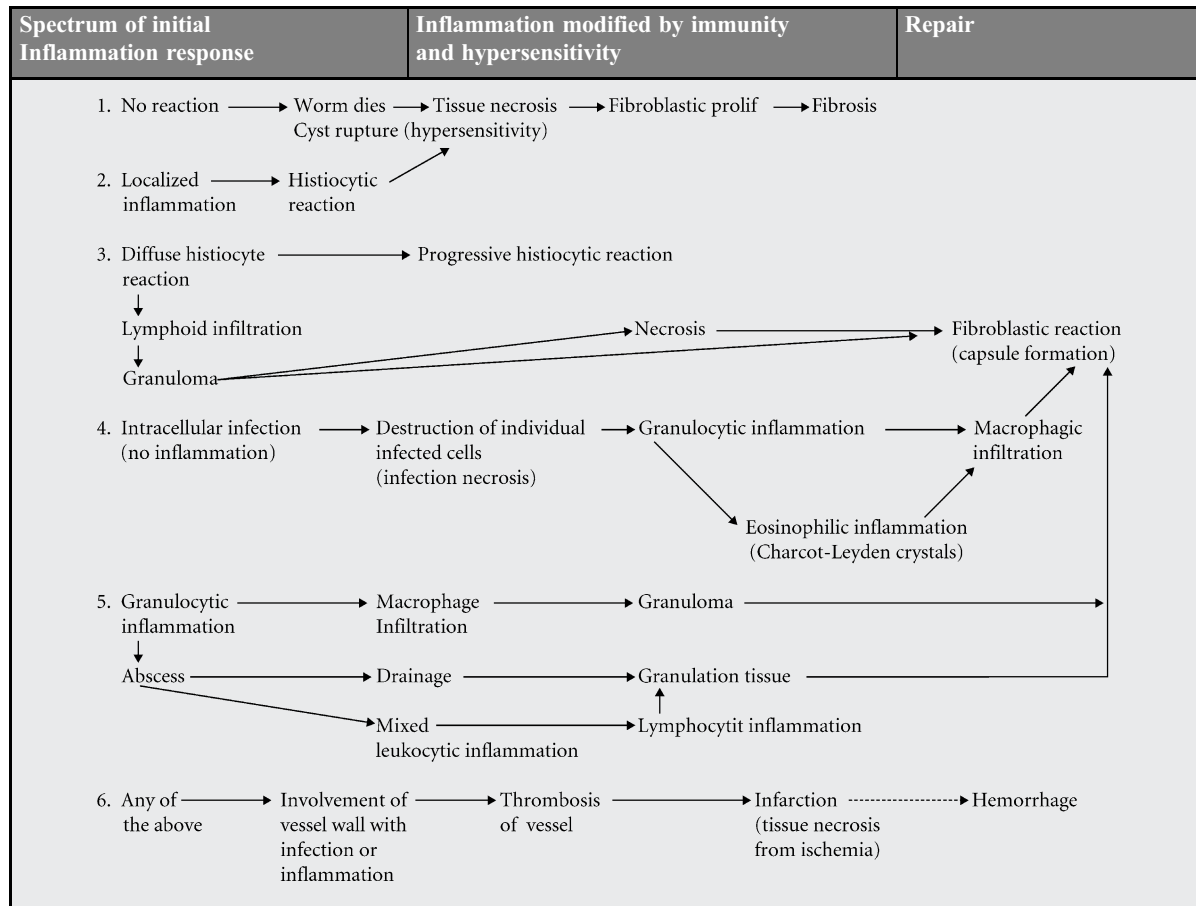 Spectrum of initial
Inflammation response
Inflammation modified by immunity
and hypersensitivity
Repair
1. No reaction
Worm dies
Cyst rupture
Tissue necrosis
(hypersensitivity)
Fibroblastic prolif
Fibrosis
2. Localized
inflammation
Histiocytic
reaction
3. Diffuse histiocyte
reaction
Progressive histiocytic reaction
Lymphoid infiltration
Necrosis
Fibroblastic reaction
(capsule formation)
Granuloma
4. Intracellular infection
(no inflammation)
Destruction of individual
infected cells
(infection necrosis)
Granulocytic inflammation
Macrophagic
infiltration
Eosinophilic inflammation
(Charcot-Leyden crystals)
5. Granulocytic
inflammation
Macrophage
Infiltration
Granuloma
Abscess
Drainage
Granulation tissue
Mixed
leukocytic inflammation
Lymphocytit inflammation
6. Any of
the above
Involvement of
vessel wall with
infection or
inflammation
Thrombosis
of vessel
Infarction
(tissue necrosis
from ischemia)
Hemorrhage